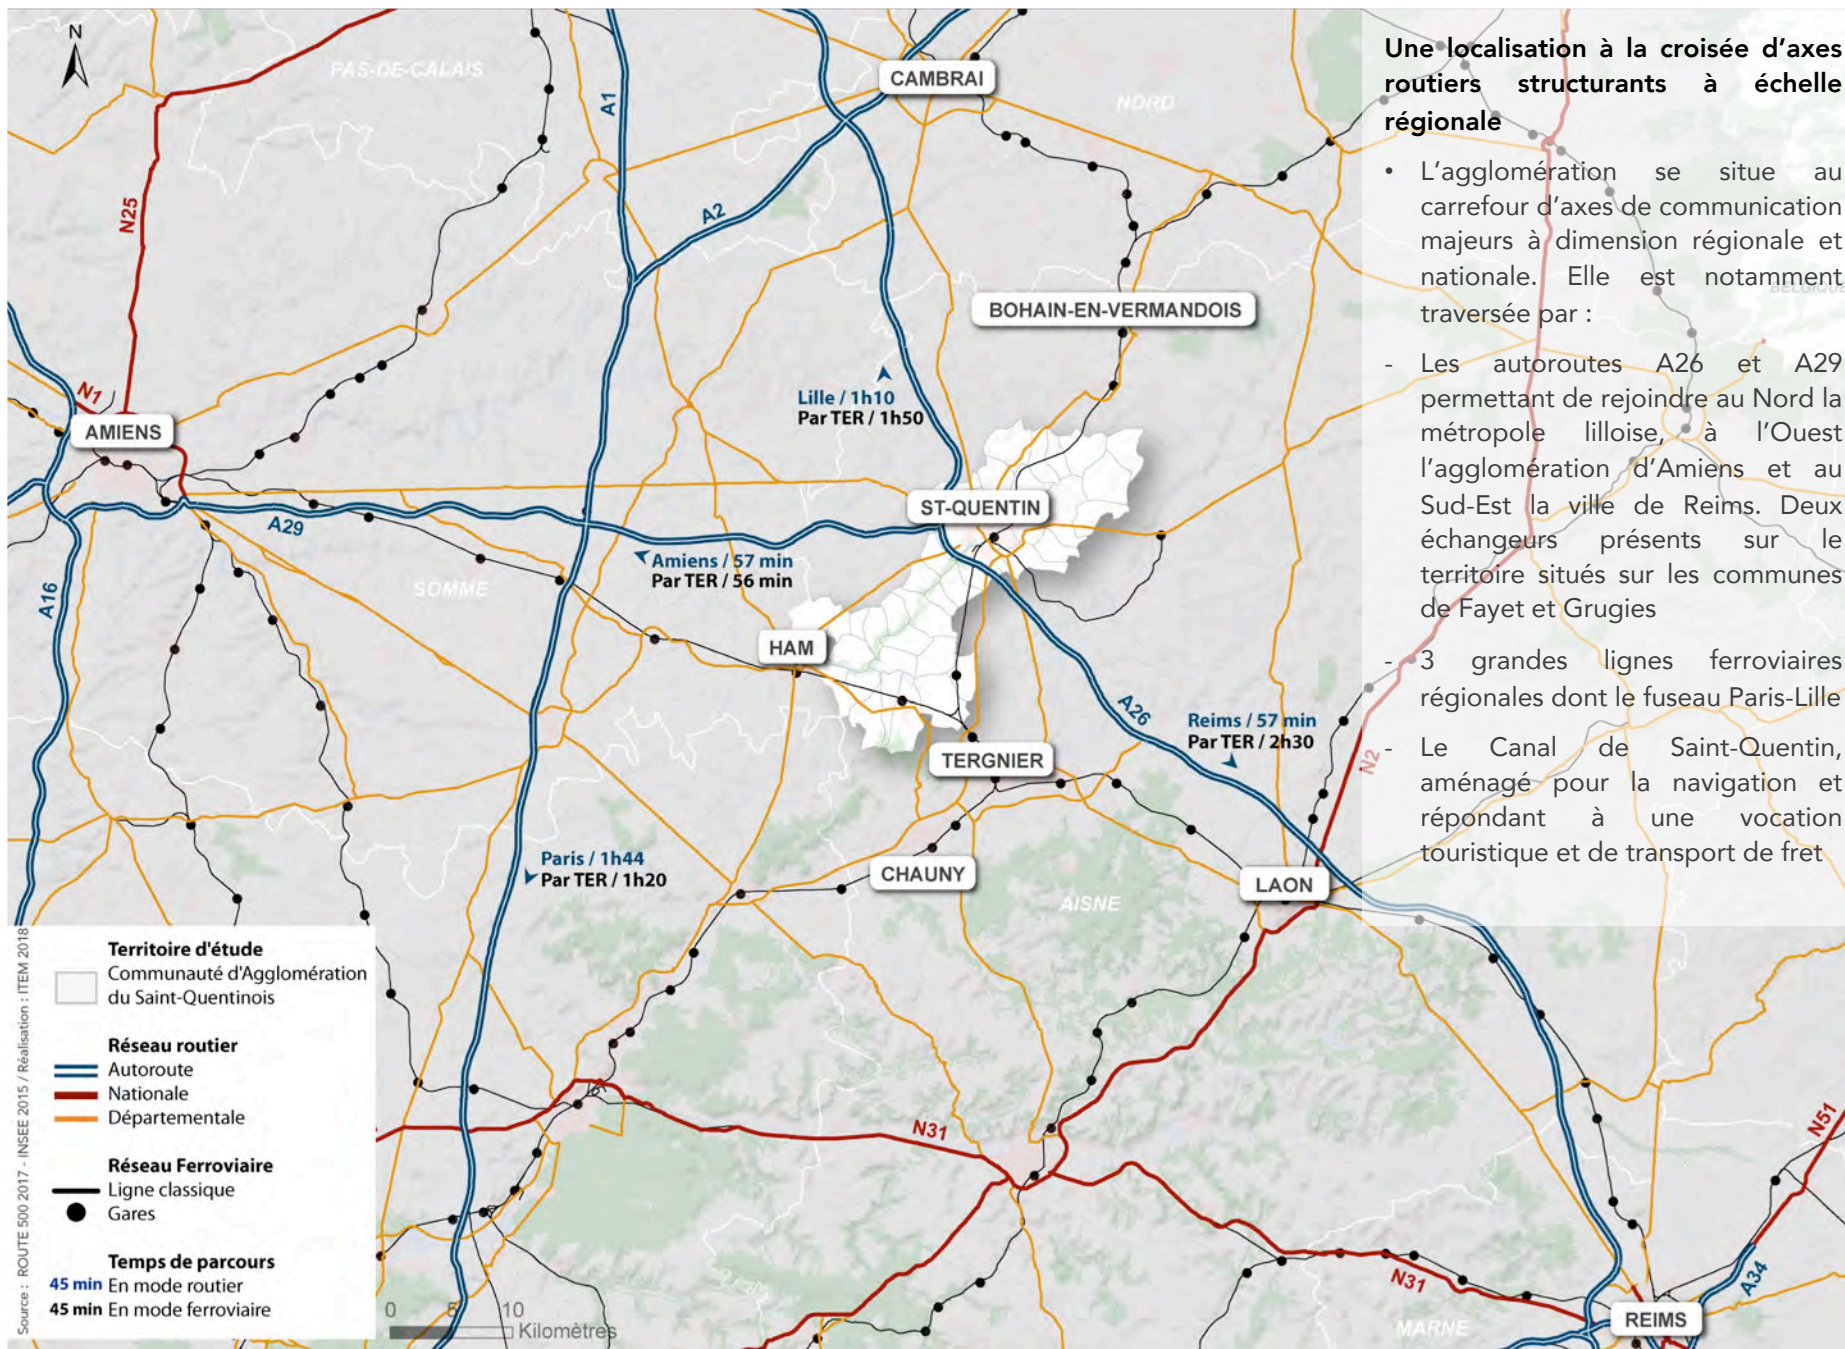 N
PAS-DE-CALAIS
NORD
CAMBRAI
A1
N25
A2
BOHAIN-EN-VERMANDOIS
Lille / 1h10
Par TER / 1h50
N1
AMIENS
ST-QUENTIN
A29
Amiens / 57 min
Par TER / 56 min
A16
SOMME
HAM
A26
Reims / 57 min
Par TER / 2h30
N2
TERGNIER
Paris / 1h44
Par TER / 1h20
CHAUNY
LAON
AISNE
N31
N51
N31
A34
REIMS
MARNE
BELGIQUE
Une localisation à la croisée d’axes
routiers structurants à échelle
régionale
• L’agglomération se situe au
carrefour d’axes de communication
majeurs à dimension régionale et
nationale. Elle est notamment
traversée par :
- Les autoroutes A26 et A29
permettant de rejoindre au Nord la
métropole lilloise, à l’Ouest
l’agglomération d’Amiens et au
Sud-Est la ville de Reims. Deux
échangeurs présents sur le
territoire situés sur les communes
de Fayet et Grugies
- 3 grandes lignes ferroviaires
régionales dont le fuseau Paris-Lille
- Le Canal de Saint-Quentin,
aménagé pour la navigation et
répondant à une vocation
touristique et de transport de fret
Territoire d'étude
Communauté d'Agglomération
du Saint-Quentinois
Réseau routier
Autoroute
Nationale
Départementale
Réseau Ferroviaire
Ligne classique
Gares
Temps de parcours
45 min En mode routier
45 min En mode ferroviaire
Source : ROUTE 500 2017 - INSEE 2015 / Réalisation : ITEM 2018
0 5 10
Kilomètres